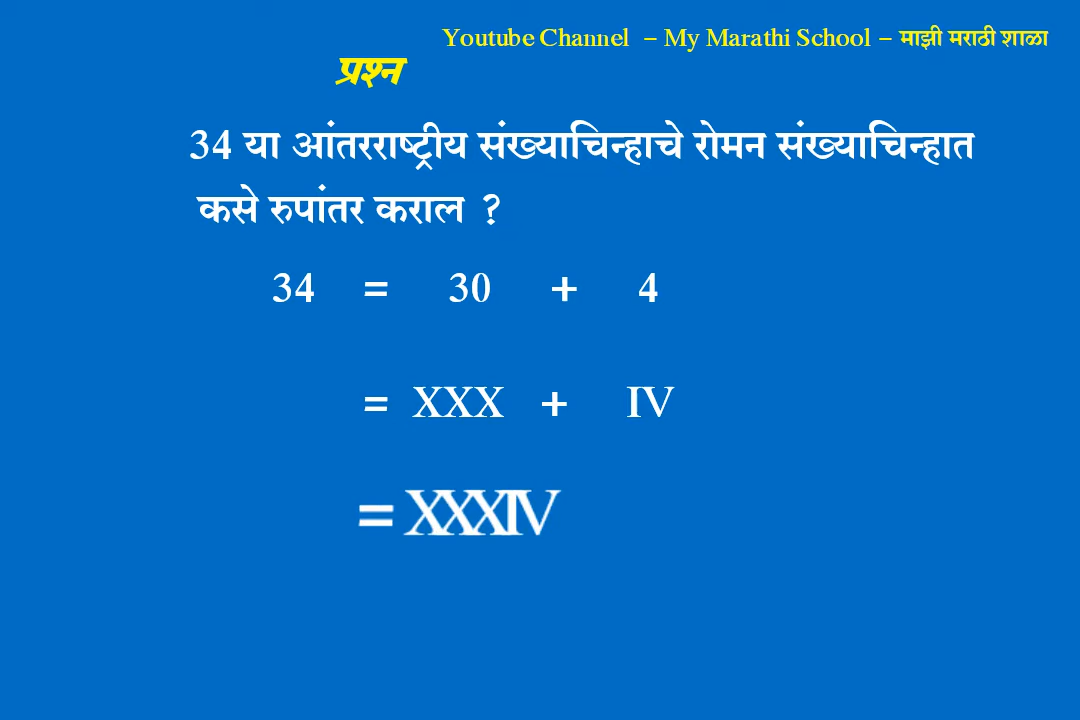 Youtube Channel – My Marathi School – माझी मराठी शाळा
प्रश्न
34 या आंतरराष्ट्रीय संख्याचिन्हाचे रोमन संख्याचिन्हात
कसे रुपांतर कराल ?
34 = 30 + 4
= XXX + IV
= XXXIV